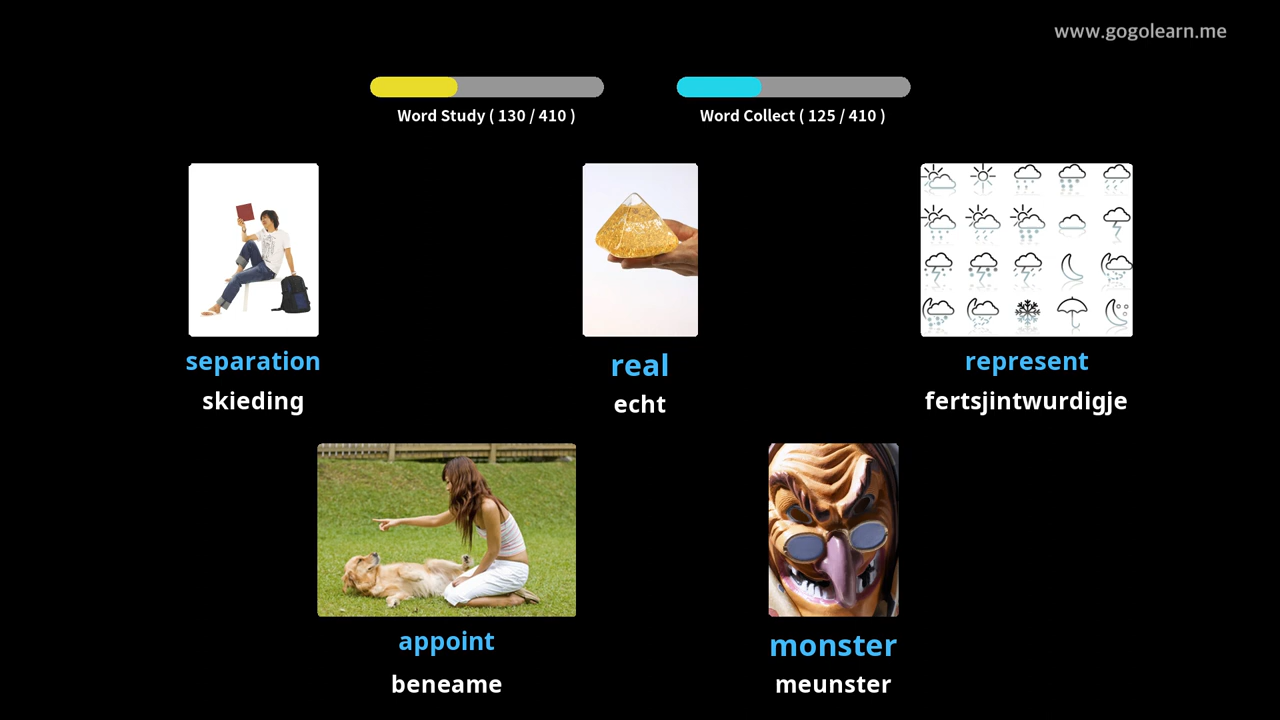 www.gogolearn.me
Word Study ( 130 / 410 )
Word Collect ( 125 / 410 )
separation
real
represent
skieding
echt
fertsjintwurdigje
appoint
monster
beneame
meunster